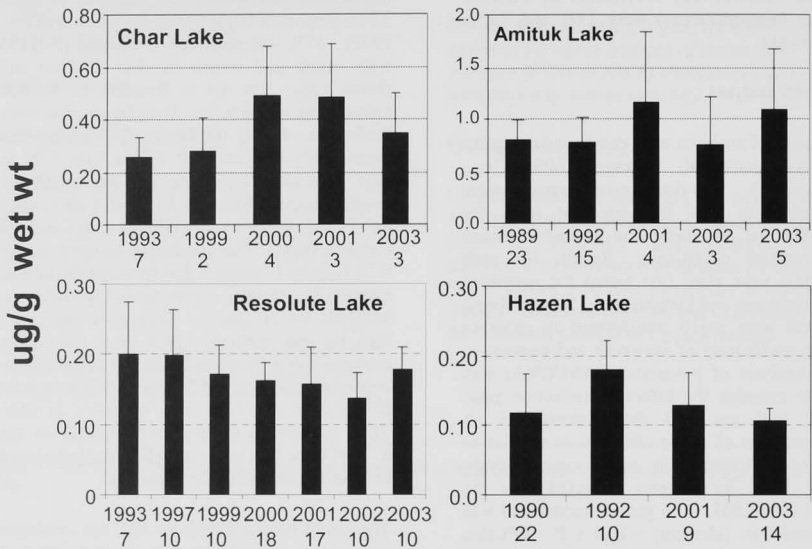 Char Lake
0.80
0.60
0.40
0.20
0
1993 1999 2000 2001 2003
7 2 4 3 3
Amituk Lake
2.0
1.5
1.0
0.5
0.0
1989 1992 2001 2002 2003
23 15 4 3 5
ug/g wet wt
Resolute Lake
0.30
0.20
0.10
0
1993 1997 1999 2000 2001 2002 2003
7 10 10 18 17 10 10
Hazen Lake
0.30
0.20
0.10
0.00
1990 1992 2001 2003
22 10 9 14